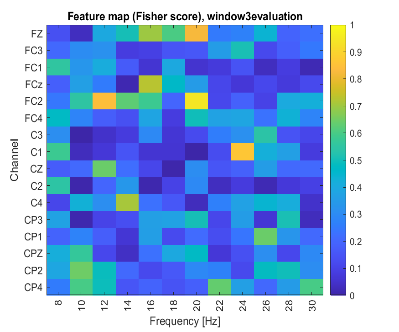 Feature map (Fisher score), window3evaluation
Channel
FZ
FC3
FC1
FCz
FC2
FC4
C3
C1
CZ
C2
C4
CP3
CP1
CPZ
CP2
CP4
8 10 12 14 16 18 20 22 24 26 28 30
Frequency [Hz]
1
0.9
0.8
0.7
0.6
0.5
0.4
0.3
0.2
0.1
0